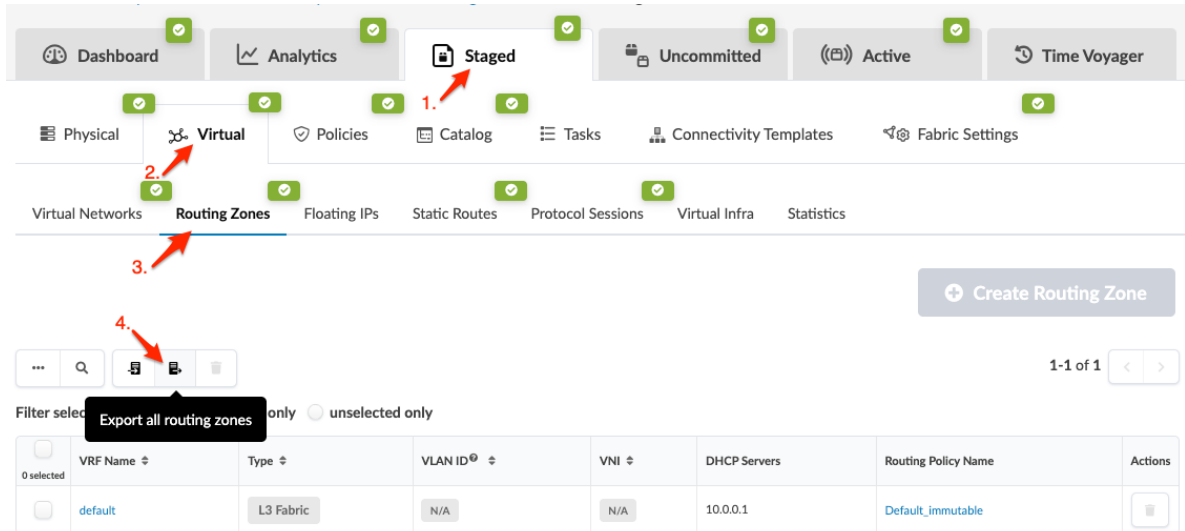 Dashboard Analytics Staged Uncommitted Active Time Voyager
1.
Physical Virtual Policies Catalog Tasks Connectivity Templates Fabric Settings
2.
Virtual Networks Routing Zones Floating IPs Static Routes Protocol Sessions Virtual Infra Statistics
3.
Create Routing Zone
4.
1-1 of 1
Filter selec only unselected only
Export all routing zones
VRF Name Type VLAN ID VNI DHCP Servers Routing Policy Name Actions
0 selected
default L3 Fabric N/A N/A 10.0.0.1 Default_immutable